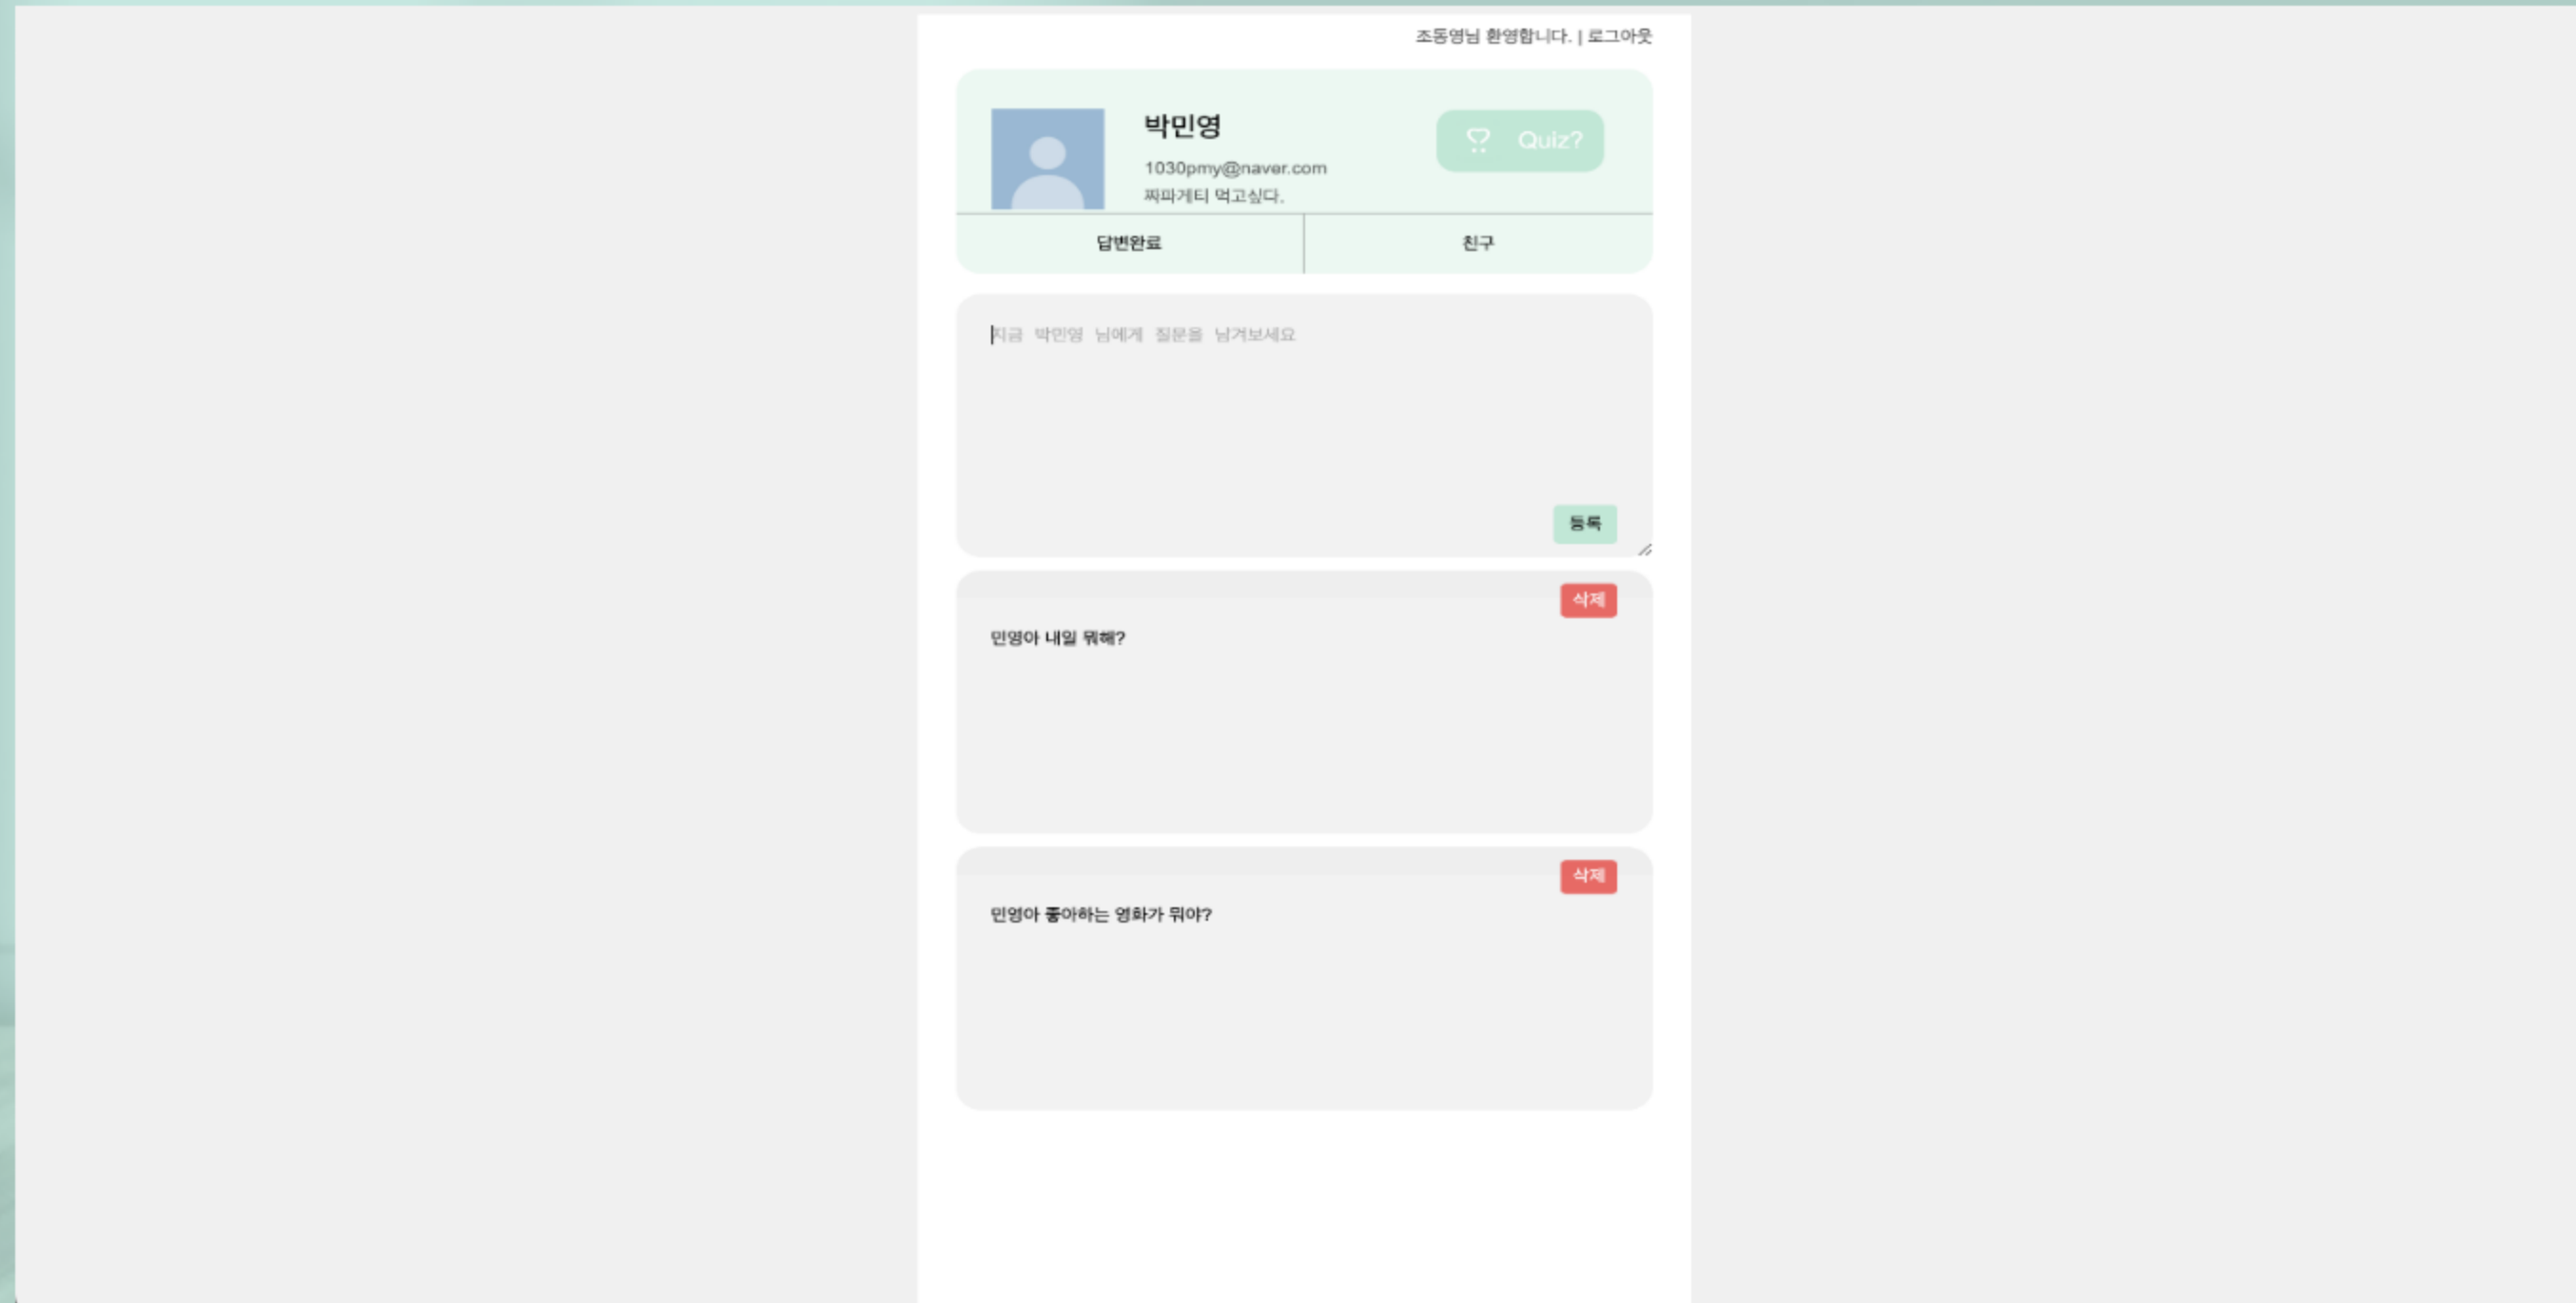 조동영님 환영합니다. | 로그아웃
박민영
Quiz?
1030pmy@naver.com
짜파게티 먹고싶다.
답변완료
친구
지금 박민영 님에게 질문을 남겨보세요
등록
삭제
민영아 내일 뭐해?
삭제
민영아 좋아하는 영화가 뭐야?